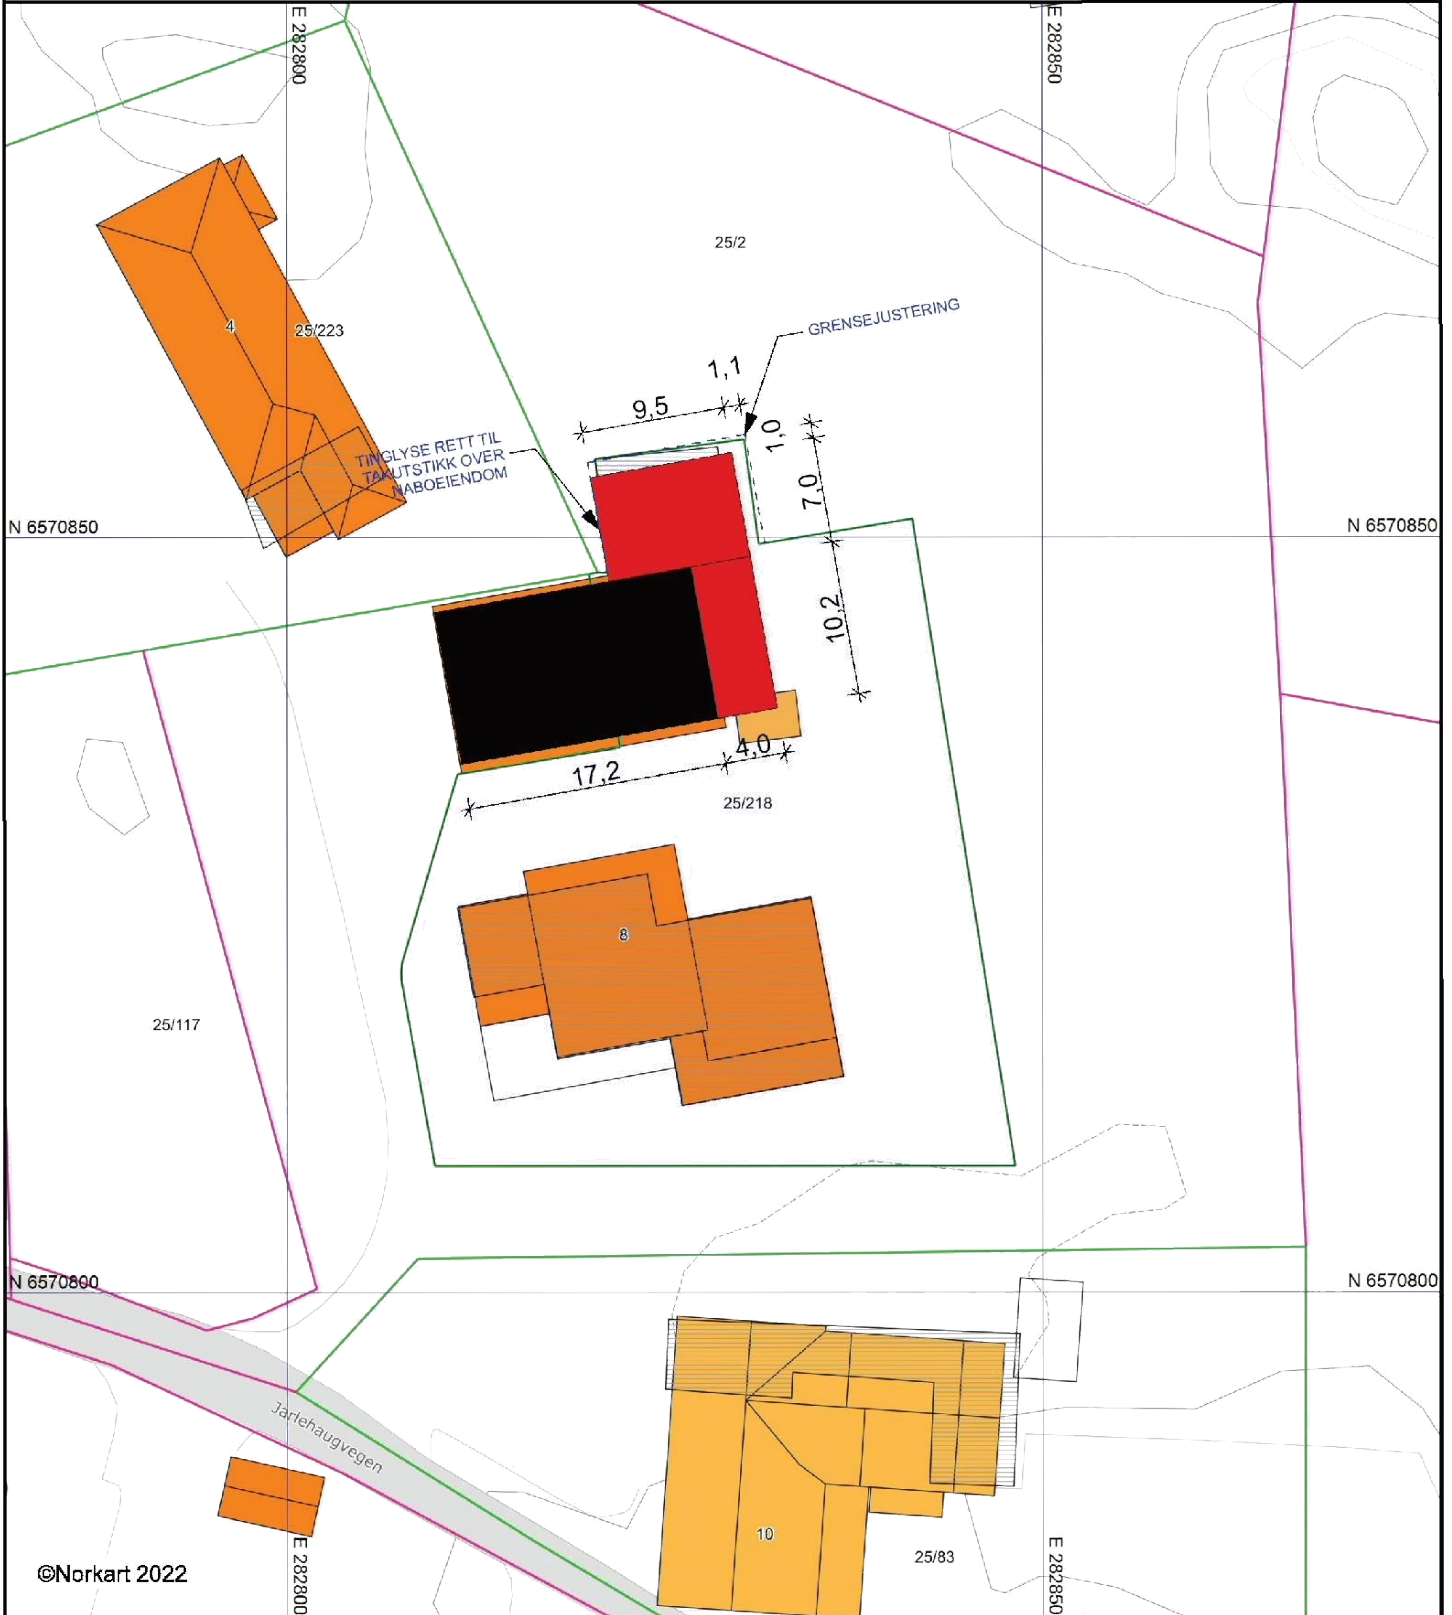 E 282800
E 282850
25/2
4
25/223
GRENSEJUSTERING
1,1
9,5
1,0
TINGLYSE RETT TIL
TAKUTSTIKK OVER
NABOEIENDOM
7,0
N 6570850
N 6570850
10,2
4,0
17,2
25/218
8
25/117
N 6570800
N 6570800
Jarlehaugvegen
10
25/83
©Norkart 2022
E 282800
E 282850